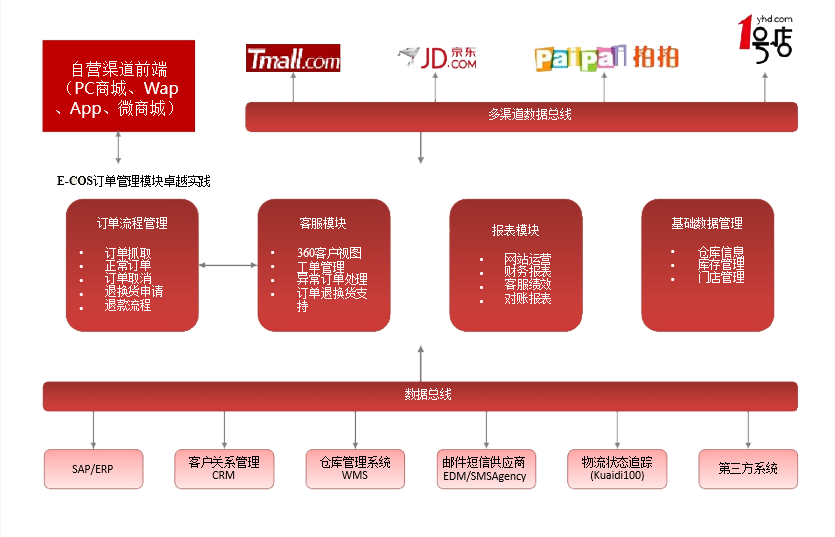 自营渠道前端
（PC商城、Wap
、App、微商城）
Tmall.com
JD.京东
.COM
PaiPai 拍拍
yhd.com
1号店
多渠道数据总线
E-COS订单管理模块卓越实践
订单流程管理
• 订单抓取
• 正常订单
• 订单取消
• 退换货申请
• 退款流程
客服模块
• 360客户视图
• 工单管理
• 异常订单处理
• 订单退换货支
持
报表模块
• 网站运营
• 财务报表
• 客服绩效
• 对账报表
基础数据管理
• 仓库信息
• 库存管理
• 门店管理
数据总线
SAP/ERP
客户关系管理
CRM
仓库管理系统
WMS
邮件短信供应商
EDM/SMSAgency
物流状态追踪
(Kuaidi100)
第三方系统